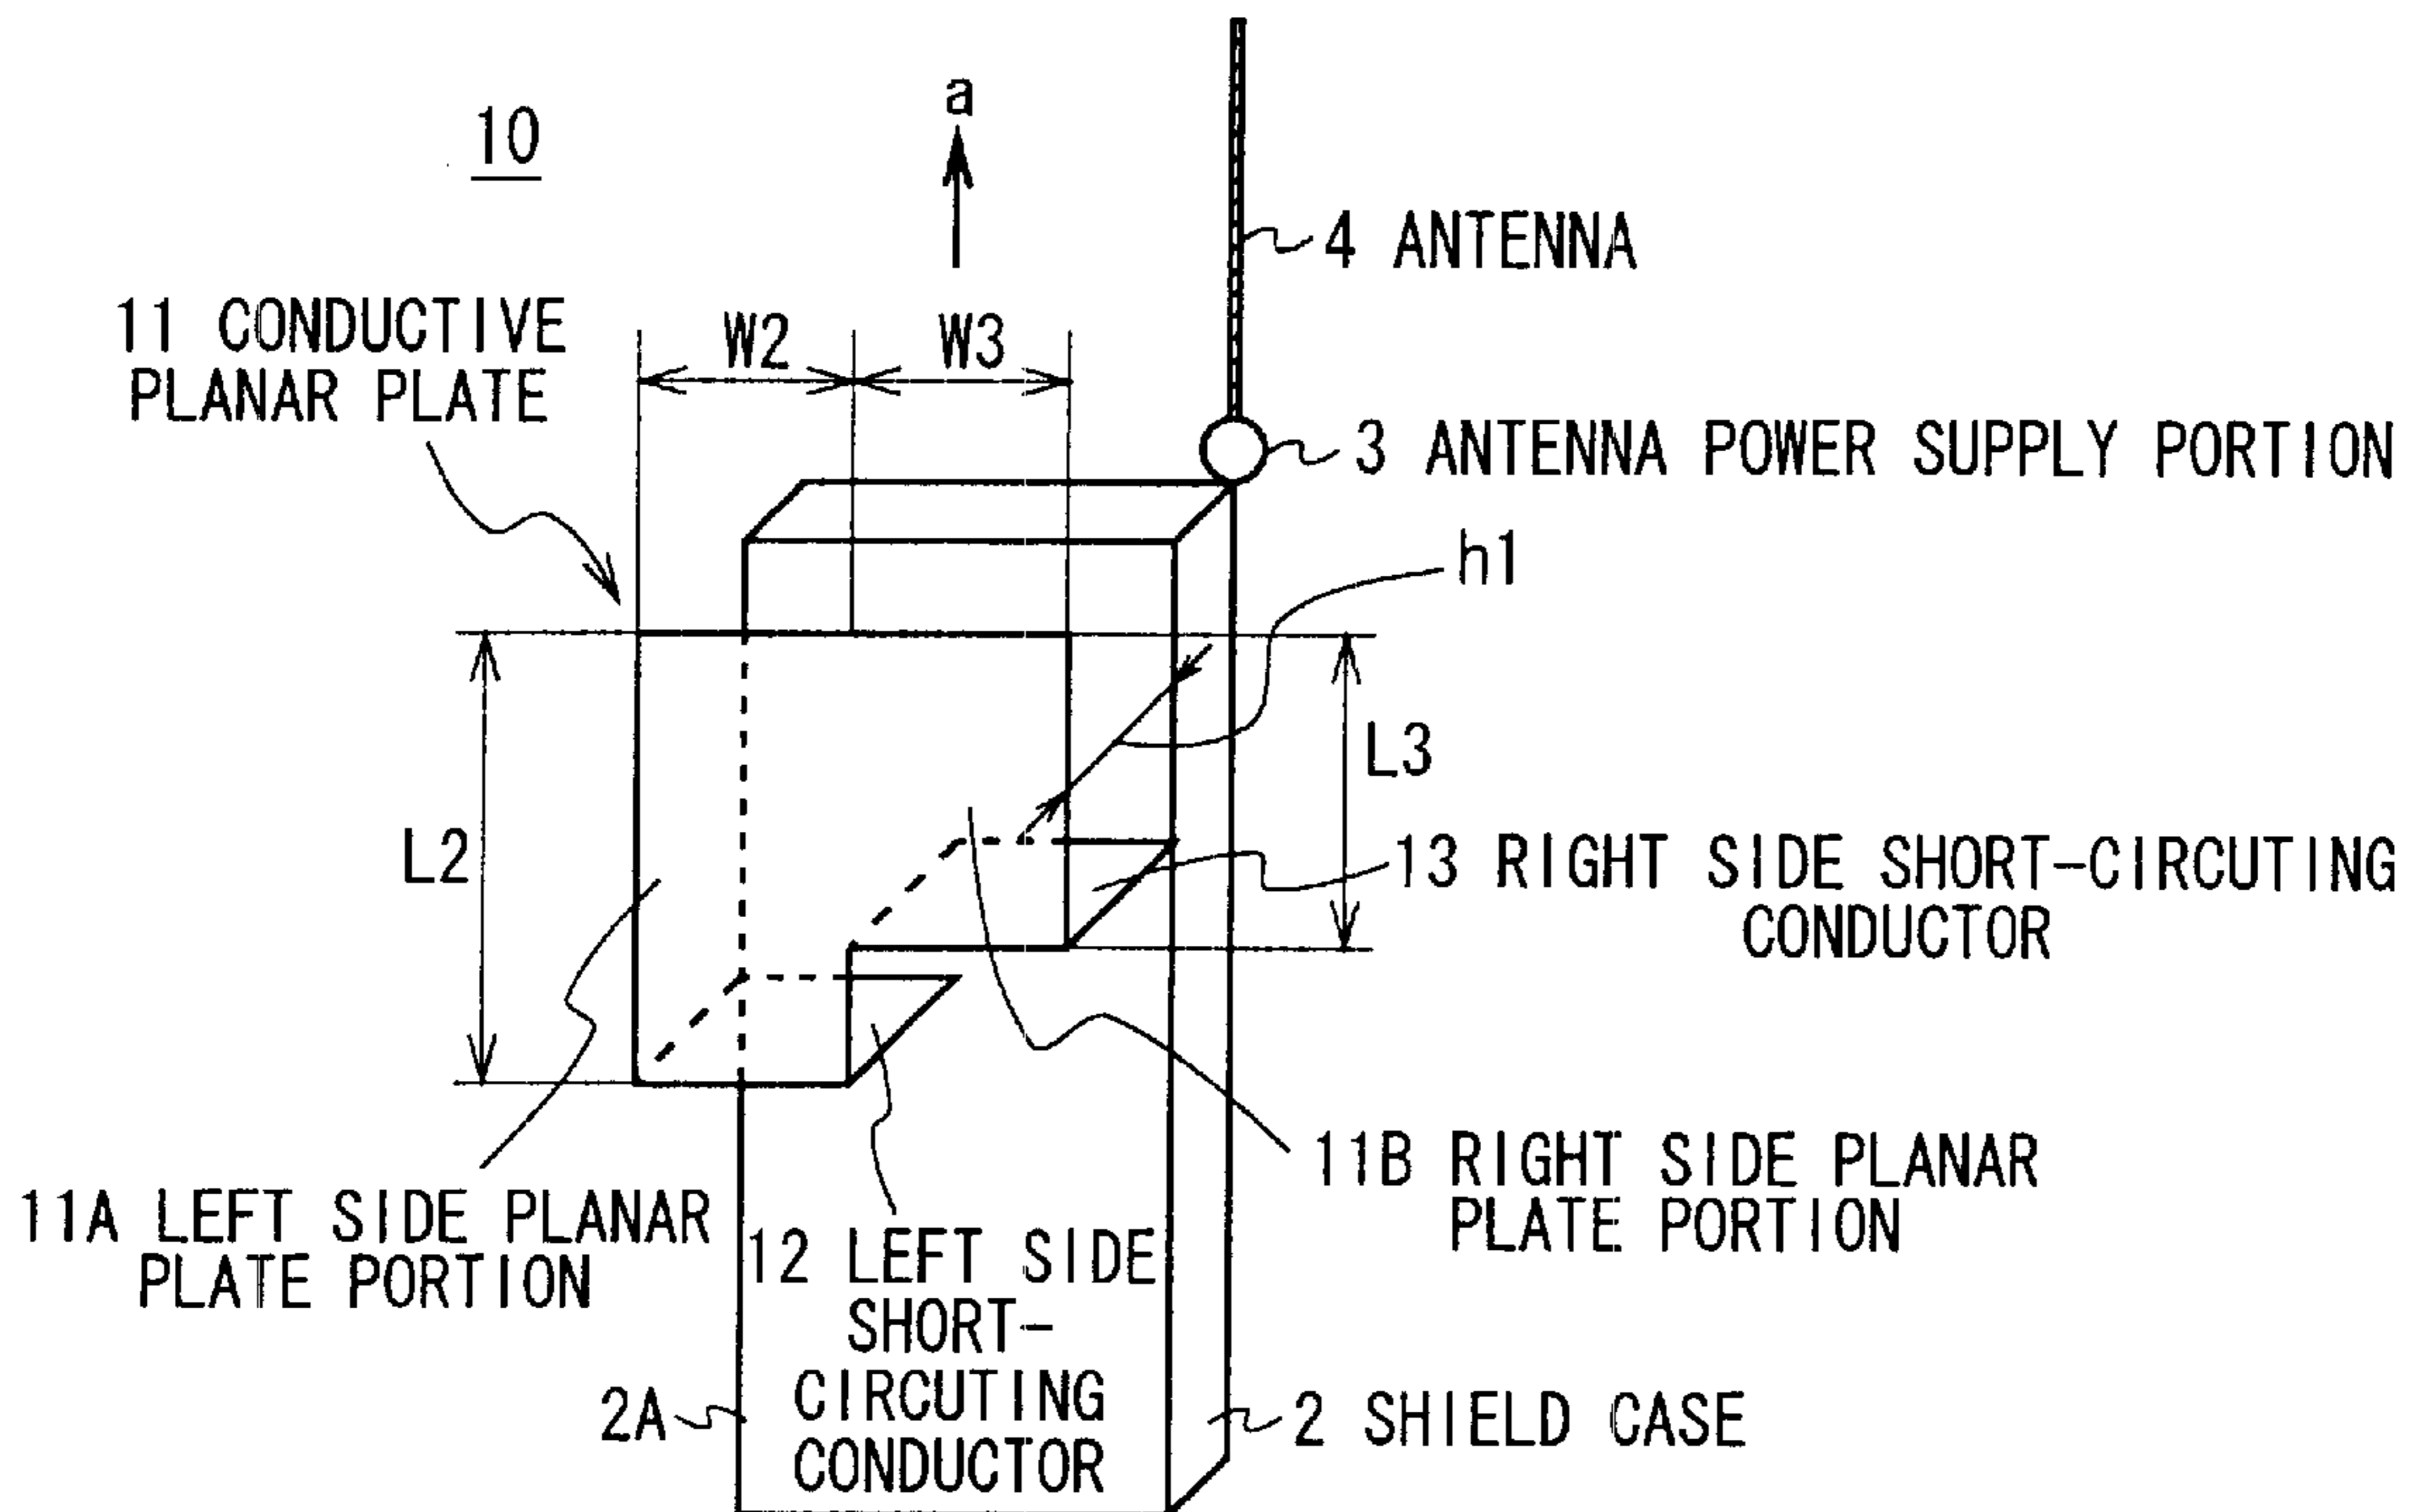 a
10
4 ANTENNA
11 CONDUCTIVE
PLANAR PLATE
W2
W3
3 ANTENNA POWER SUPPLY PORTION
h1
L2
L3
13 RIGHT SIDE SHORT-CIRCUTING
CONDUCTOR
11B RIGHT SIDE PLANAR
PLATE PORTION
11A LEFT SIDE PLANAR
PLATE PORTION
12 LEFT SIDE
SHORT-
CIRCUTING
CONDUCTOR
2A
2 SHIELD CASE